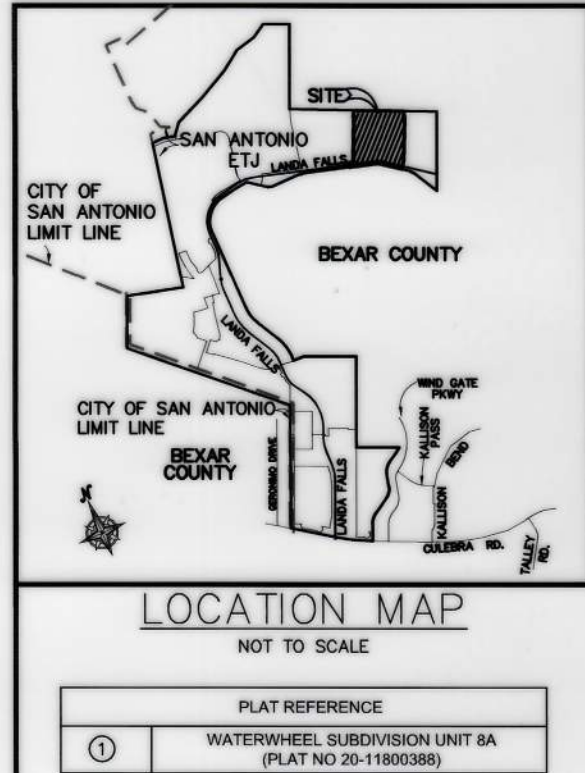 SITE
SAN ANTONIO
ETJ
LANDA FALLS
CITY OF
SAN ANTONIO
LIMIT LINE
BEXAR COUNTY
LANDA FALLS
WIND GATE
PKWY
KALLISON
PASS
CITY OF SAN ANTONIO
LIMIT LINE
BEXAR
COUNTY
GERONIMO DRIVE
LANDA FALLS
KALLISON
BEND
N
CULEBRA RD.
TALLEY
RD.
LOCATION MAP
NOT TO SCALE
PLAT REFERENCE
1
WATERWHEEL SUBDIVISION UNIT 8A
(PLAT NO 20-11800388)